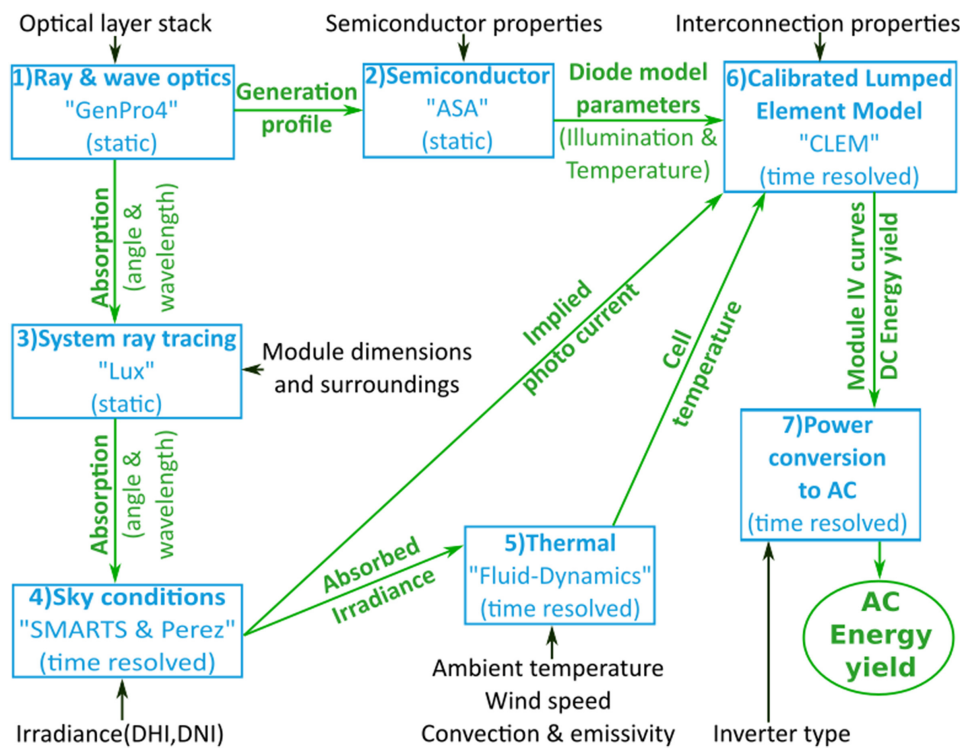 Optical layer stack
Semiconductor properties
Interconnection properties
1)Ray & wave optics
"GenPro4"
(static)
Generation
profile
2)Semiconductor
"ASA"
(static)
Diode model
parameters
(Illumination &
Temperature)
6)Calibrated Lumped
Element Model
"CLEM"
(time resolved)
Absorption
(angle &
wavelength)
Implied
photo current
Cell
temperature
Module IV curves
DC Energy yield
3)System ray tracing
"Lux"
(static)
Module dimensions
and surroundings
Absorption
(angle &
wavelength)
7)Power
conversion
to AC
(time resolved)
4)Sky conditions
"SMARTS & Perez"
(time resolved)
Absorbed
Irradiance
5)Thermal
"Fluid-Dynamics"
(time resolved)
AC
Energy
yield
Irradiance(DHI,DNI)
Ambient temperature
Wind speed
Convection & emissivity
Inverter type